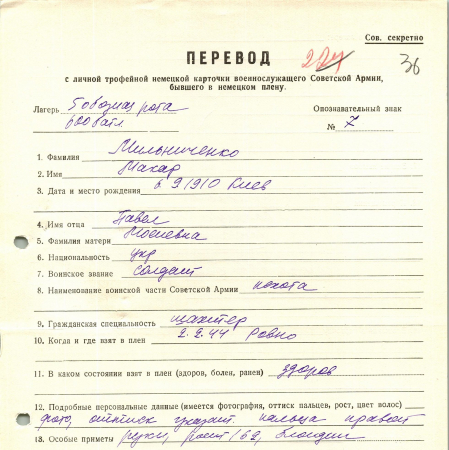 Сов. секретно
ПЕРЕВОД
36
с личной трофейной немецкой карточки военнослужащего Советской Армии,
бывшего в немецком плену.
Лагерь 5 обозная рота
600 батл.
Опознавательный знак
№ 7
1. Фамилия Мильниченко
2. Имя Макар
3. Дата и место рождения 6 9 1910 Киев
4. Имя отца Павел
5. Фамилия матери
6. Национальность укр
7. Воинское звание солдат
8. Наименование воинской части Советской Армии пехота
9. Гражданская специальность шахтер
10. Когда и где взят в плен 2.2.44 Ровно
11. В каком состоянии взят в плен (здоров, болен, ранен) здоров
12. Подробные персональные данные (имеется фотография, оттиск пальцев, рост, цвет волос)
фото, оттиск указат. пальца правой
13. Особые приметы руки, рост 162, блондин